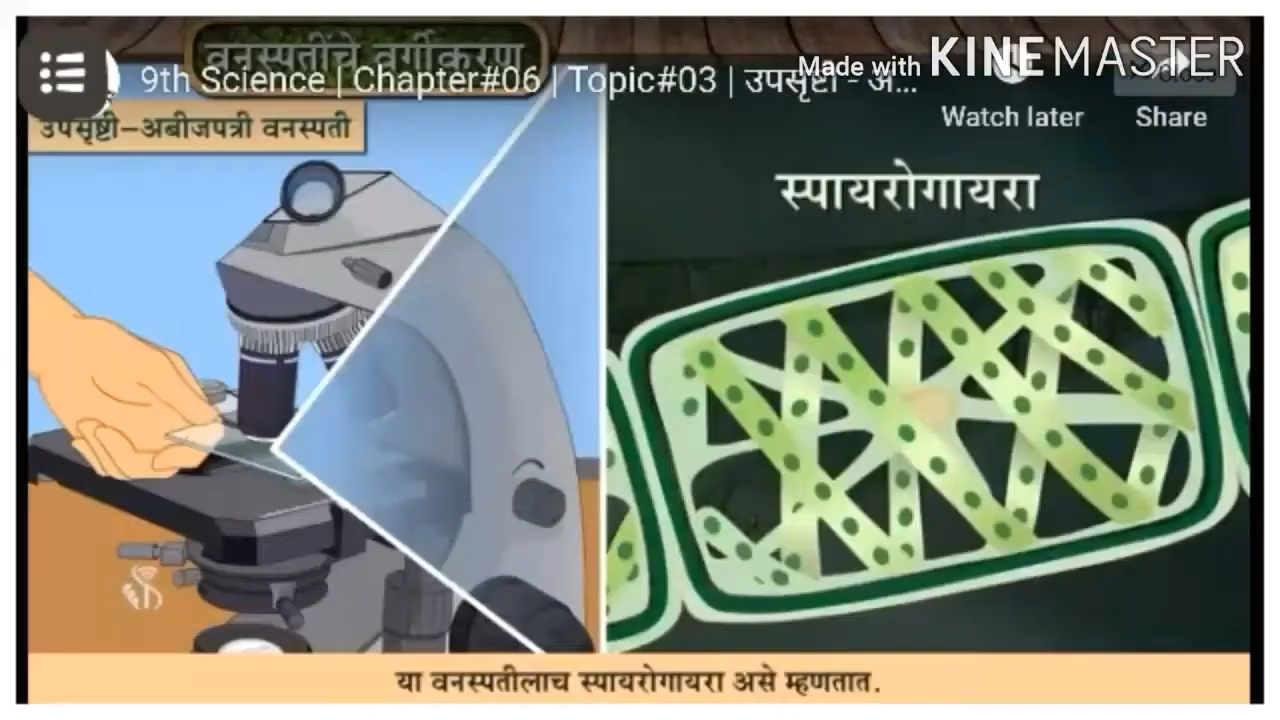 वनस्पतींचे वर्गीकरण
9th Science | Chapter#06 | Topic#03 | उपसृष्टी - अ...
Made with KINEMASTER
Watch later
Share
उपसृष्टी-अबीजपत्री वनस्पती
स्पायरोगायरा
या वनस्पतीलाच स्पायरोगायरा असे म्हणतात.